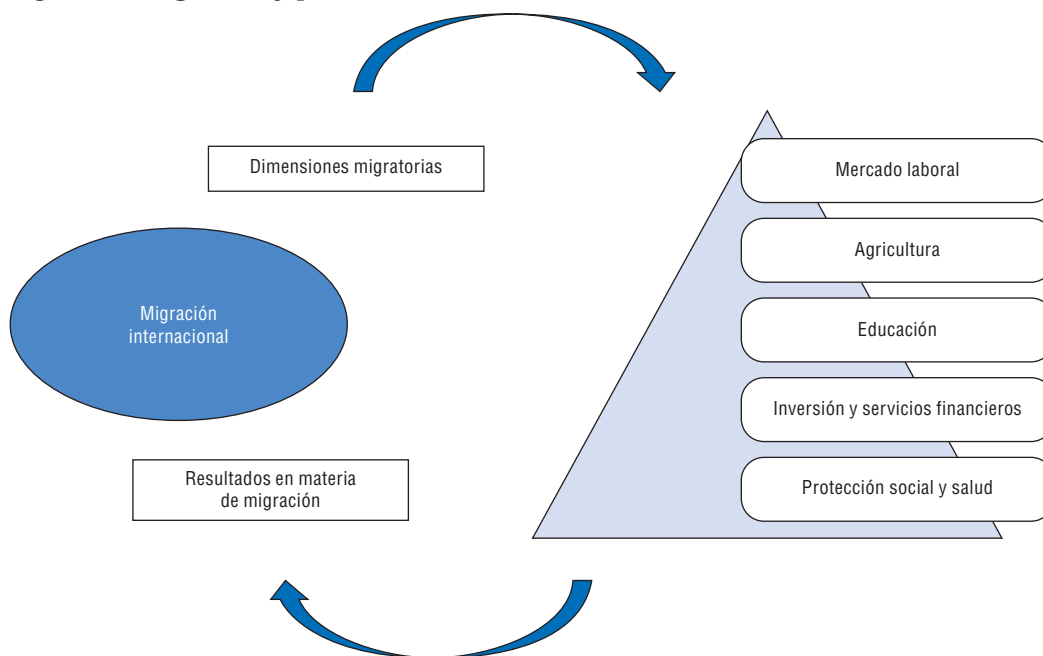 Dimensiones migratorias
Migración
internacional
Resultados en materia
de migración
Mercado laboral
Agricultura
Educación
Inversión y servicios financieros
Protección social y salud